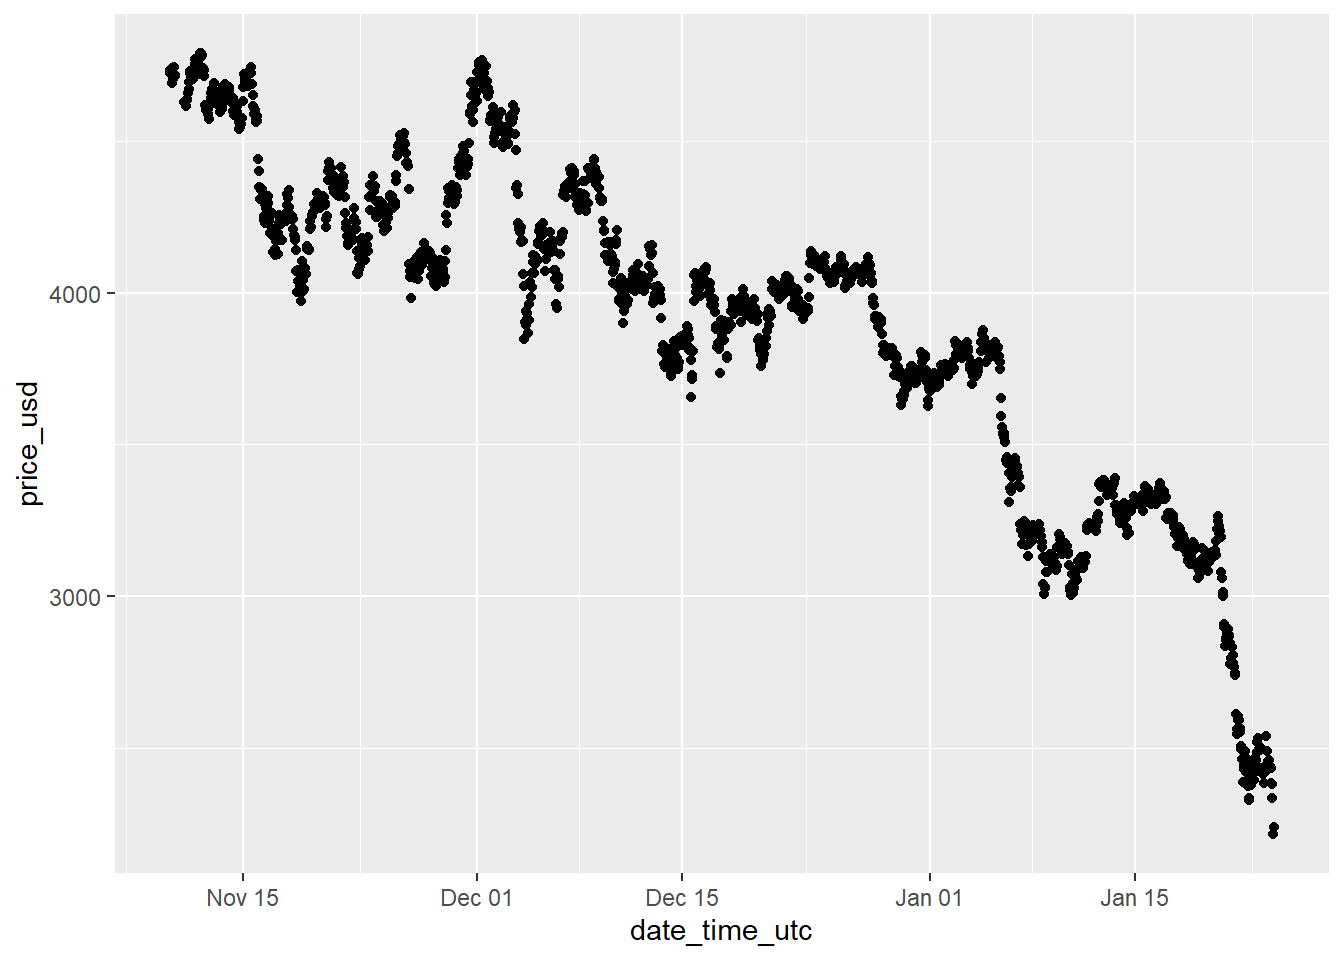 price_usd
4000
3000
Nov 15
Dec 01
Dec 15
Jan 01
Jan 15
date_time_utc